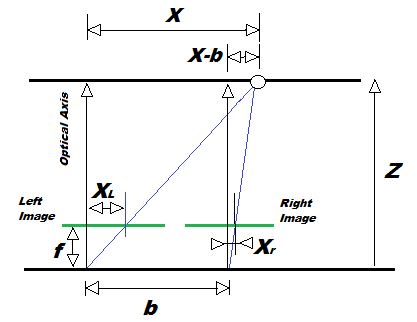 X
X-b
Optical Axis
Z
Left
Image
XL
Right
Image
f
Xr
b